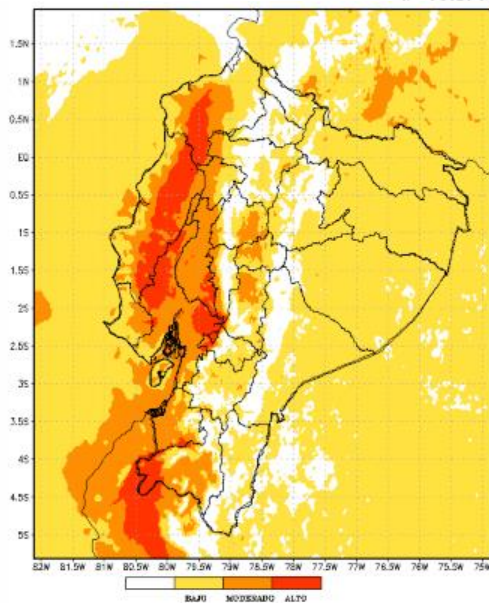 1.5N
1N
0.5N
EQ
0.5S
1S
1.5S
2S
2.5S
3S
3.5S
4S
4.5S
5S
82W 81.5W 81W 80.5W 80W 79.5W 79W 78.5W 78W 77.5W 77W 76.5W 76W 75.5W 75W
BAJO MODERADO ALTO